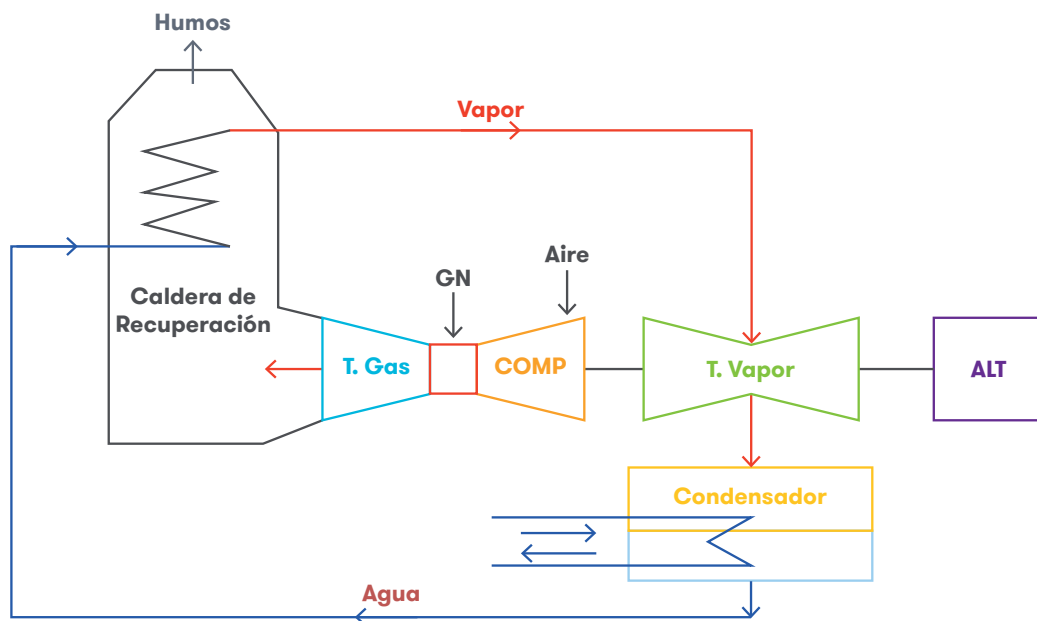 Humos
Vapor
Aire
GN
Caldera de
Recuperación
T. Gas
COMP
T. Vapor
ALT
Condensador
Agua